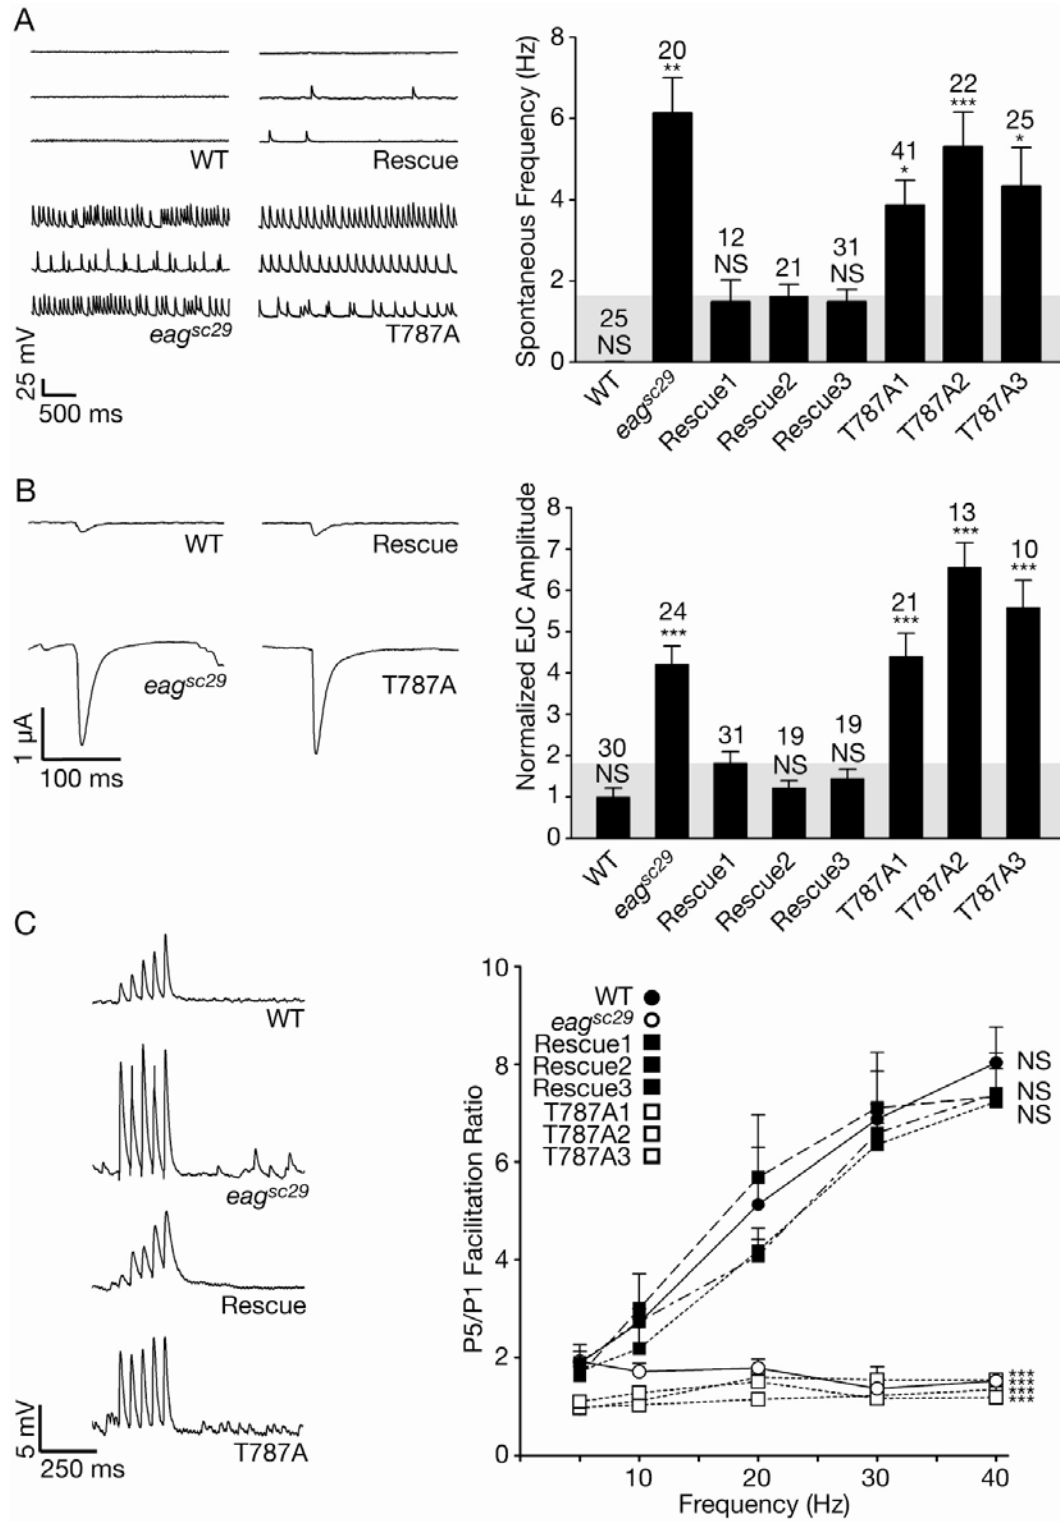 A
WT
Rescue
eag^sc29
T787A
25 mV
500 ms
Spontaneous Frequency (Hz)
8
6
4
2
0
25
NS
20
**
12
NS
21
31
NS
41
*
22
***
25
*
WT
eag^sc29
Rescue1
Rescue2
Rescue3
T787A1
T787A2
T787A3
B
WT
Rescue
eag^sc29
T787A
1 µA
100 ms
Normalized EJC Amplitude
8
7
6
5
4
3
2
1
0
30
NS
24
***
31
19
NS
19
NS
21
***
13
***
10
***
WT
eag^sc29
Rescue1
Rescue2
Rescue3
T787A1
T787A2
T787A3
C
WT
eag^sc29
Rescue
T787A
5 mV
250 ms
P5/P1 Facilitation Ratio
10
8
6
4
2
0
WT
eag^sc29
Rescue1
Rescue2
Rescue3
T787A1
T787A2
T787A3
NS
NS
NS
***
***
***
***
10
20
30
40
Frequency (Hz)